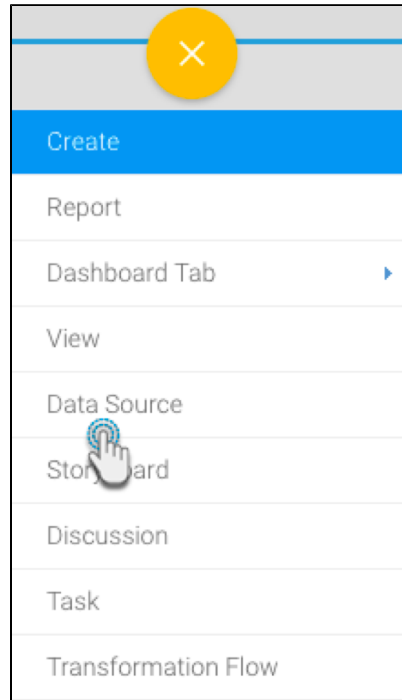 Create
Report
Dashboard Tab
View
Data Source
Discussion
Task
Transformation Flow